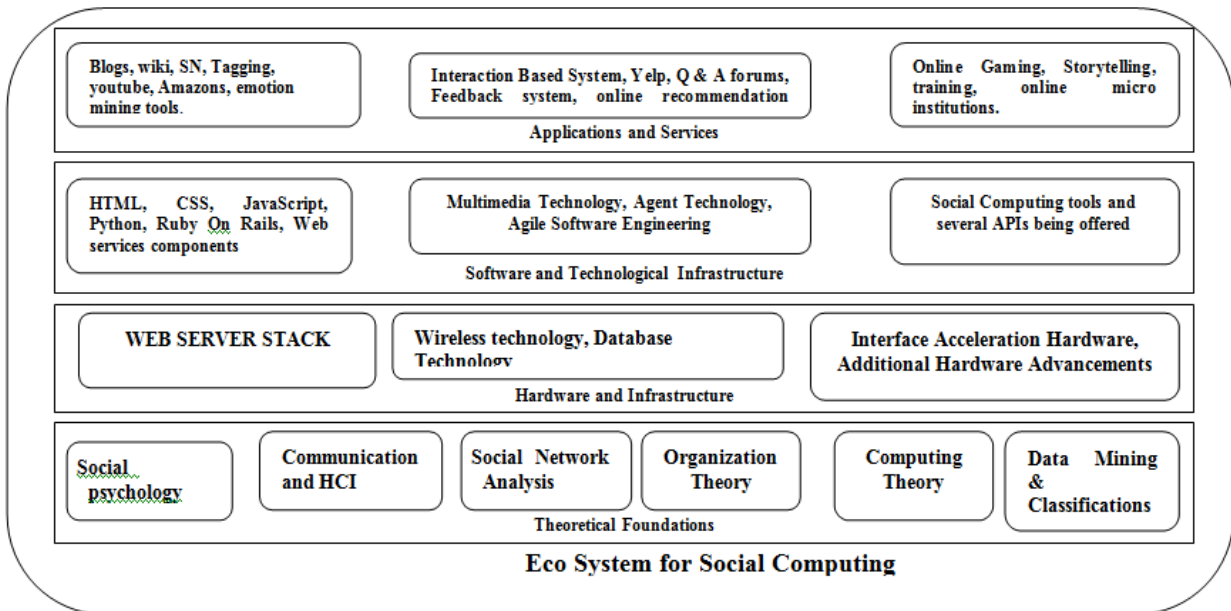 Blogs, wiki, SN, Tagging,
youtube, Amazons, emotion
mining tools.
Interaction Based System, Yelp, Q & A forums,
Feedback system, online recommendation
Online Gaming, Storytelling,
training, online micro
institutions.
Applications and Services
HTML, CSS, JavaScript,
Python, Ruby On Rails, Web
services components
Multimedia Technology, Agent Technology,
Agile Software Engineering
Social Computing tools and
several APIs being offered
Software and Technological Infrastructure
WEB SERVER STACK
Wireless technology, Database
Technology
Interface Acceleration Hardware,
Additional Hardware Advancements
Hardware and Infrastructure
Social
psychology
Communication
and HCI
Social Network
Analysis
Organization
Theory
Computing
Theory
Data Mining
&
Classifications
Theoretical Foundations
Eco System for Social Computing